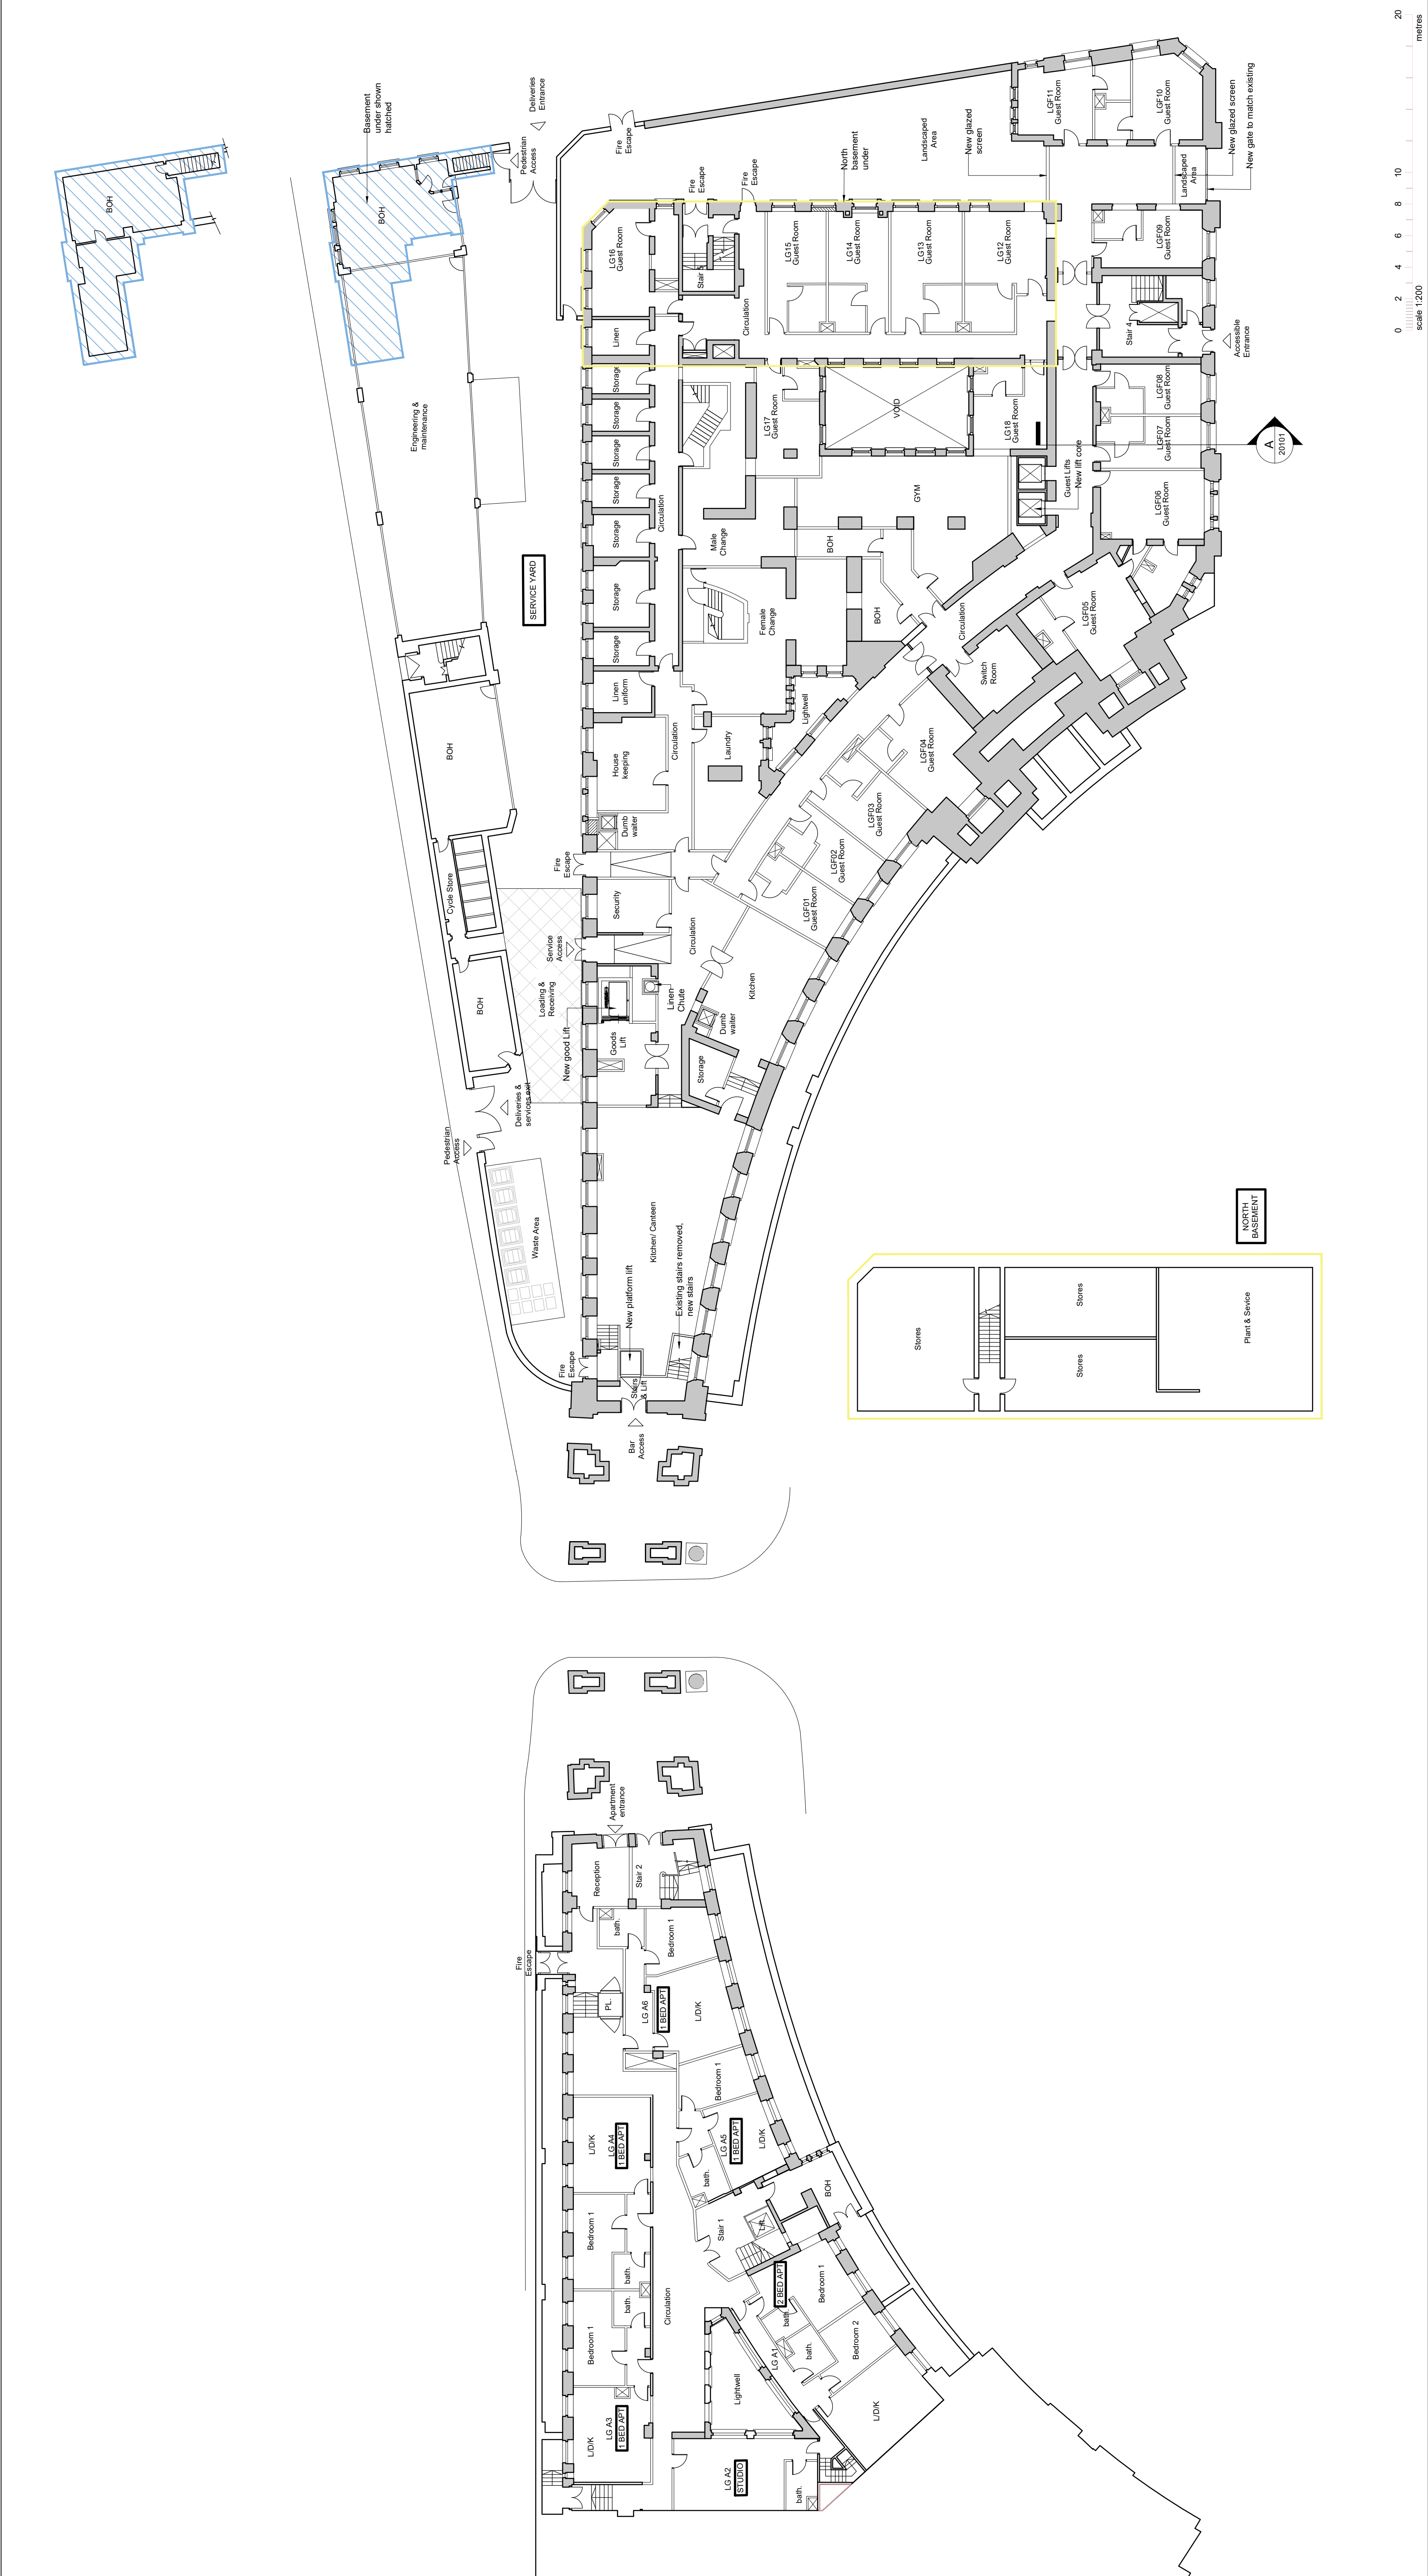 BOH
Basement
under shown
hatched
BOH
Engineering &
maintenance
Pedestrian
Access
Deliveries
Entrance
Fire
Escape
SERVICE YARD
BOH
Cycle Store
BOH
Loading &
Receiving
Service
Access
Fire
Escape
Pedestrian
Access
Deliveries &
services exit
Waste Area
Fire
Escape
LG16
Guest Room
Linen
Storage
Storage
Storage
Storage
Storage
Storage
Storage
Linen
uniform
House
keeping
Dumb
waiter
Security
New good Lift
Goods
Lift
Linen
Chute
Circulation
Circulation
Circulation
Circulation
Fire
Escape
Fire
Escape
Stair 5
LG15
Guest Room
LG14
Guest Room
LG13
Guest Room
LG12
Guest Room
North
basement
under
Landscaped
Area
New glazed
screen
LGF11
Guest Room
LGF10
Guest Room
New glazed screen
New gate to match existing
Landscaped
Area
LGF09
Guest Room
Stair 4
Accessible
Entrance
LGF08
Guest Room
LGF07
Guest Room
LGF06
Guest Room
A
20101
LG17
Guest Room
VOID
LG18
Guest Room
Guest Lifts
New lift core
GYM
Male
Change
BOH
Female
Change
BOH
Circulation
LGF05
Guest Room
Switch
Room
Lightwell
Laundry
LGF04
Guest Room
LGF03
Guest Room
LGF02
Guest Room
LGF01
Guest Room
Kitchen
Dumb
waiter
Storage
Kitchen/ Canteen
New platform lift
Existing stairs removed,
new stairs
Stairs
& Lift
Bar
Access
NORTH
BASEMENT
Stores
Stores
Stores
Plant & Sevice
0
2
4
6
8
10
20
metres
scale 1:200
Apartment
entrance
Reception
Stair 2
Fire
Escape
bath.
Bedroom 1
PL.
LG A6
1 BED APT
L/D/K
Bedroom 1
LG A5
1 BED APT
L/D/K
bath.
L/D/K
LG A4
1 BED APT
Bedroom 1
bath.
bath.
Bedroom 1
L/D/K
LG A3
1 BED APT
Circulation
Stair 1
Lift
BOH
2 BED APT
Bedroom 1
bath.
bath.
Bedroom 2
LG A1
L/D/K
Lightwell
LG A2
STUDIO
bath.